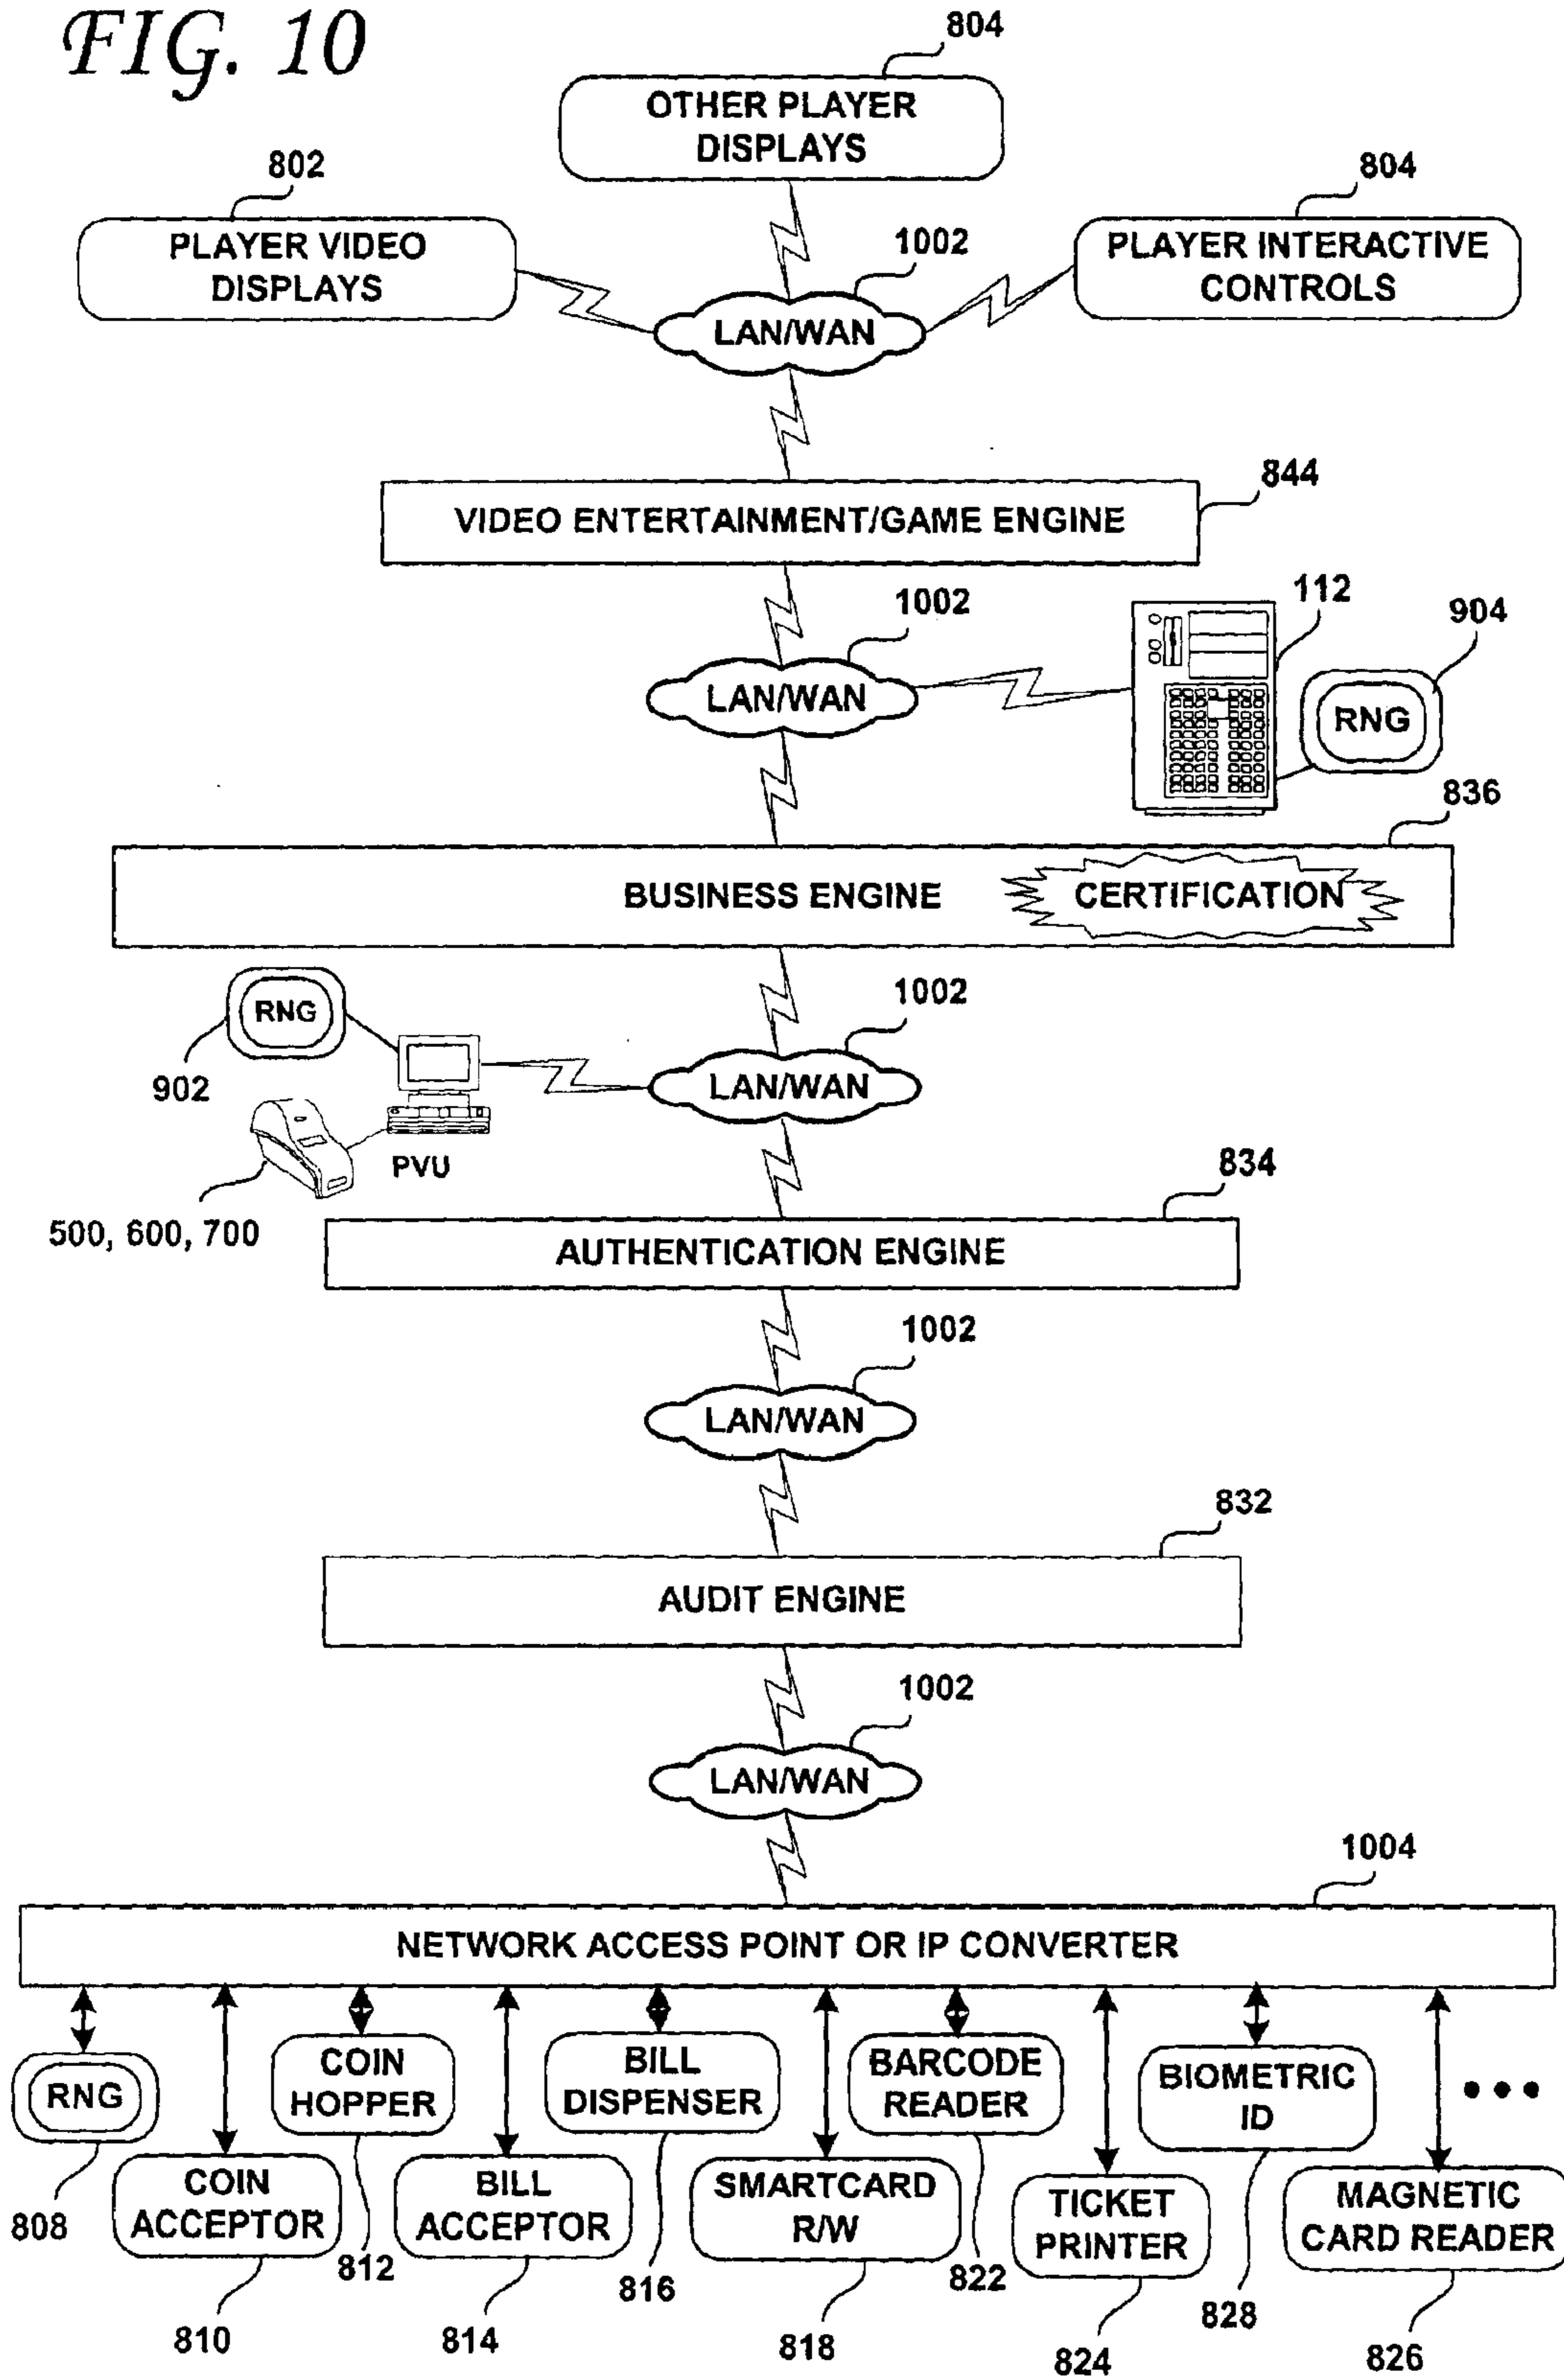 FIG. 10
804
OTHER PLAYER
DISPLAYS
802
PLAYER VIDEO
DISPLAYS
804
PLAYER INTERACTIVE
CONTROLS
1002
LAN/WAN
844
VIDEO ENTERTAINMENT/GAME ENGINE
1002
LAN/WAN
112
904
RNG
836
BUSINESS ENGINE
CERTIFICATION
RNG
902
1002
LAN/WAN
PVU
500, 600, 700
834
AUTHENTICATION ENGINE
1002
LAN/WAN
832
AUDIT ENGINE
1002
LAN/WAN
1004
NETWORK ACCESS POINT OR IP CONVERTER
RNG
808
COIN
ACCEPTOR
810
COIN
HOPPER
812
BILL
ACCEPTOR
814
BILL
DISPENSER
816
SMARTCARD
R/W
818
BARCODE
READER
822
TICKET
PRINTER
824
BIOMETRIC
ID
828
MAGNETIC
CARD READER
826
•••